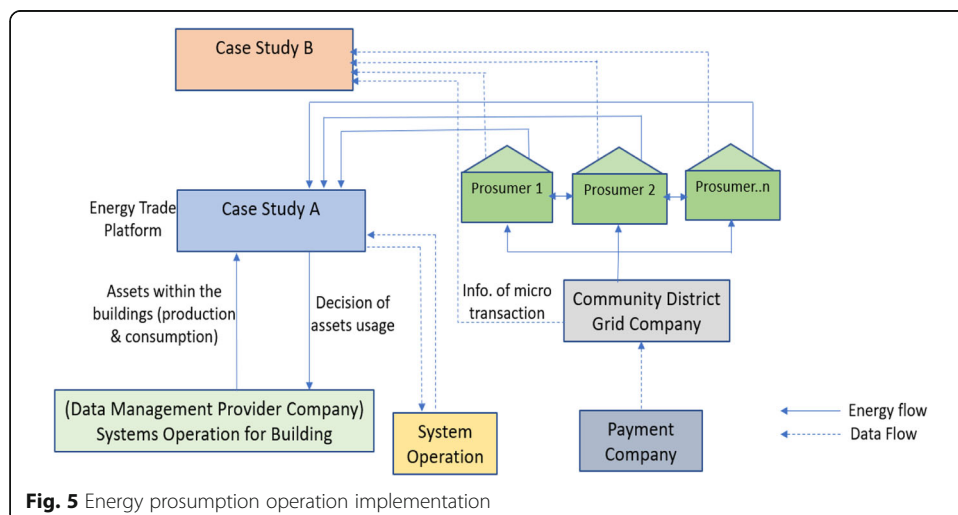 Case Study B
Prosumer 1
Prosumer 2
Prosumer..n
Energy Trade
Platform
Case Study A
Assets within the
buildings (production
& consumption)
Decision of
assets usage
Info. of micro
transaction
Community District
Grid Company
(Data Management Provider Company)
Systems Operation for Building
System
Operation
Payment
Company
Energy flow
Data Flow
Fig. 5 Energy prosumption operation implementation